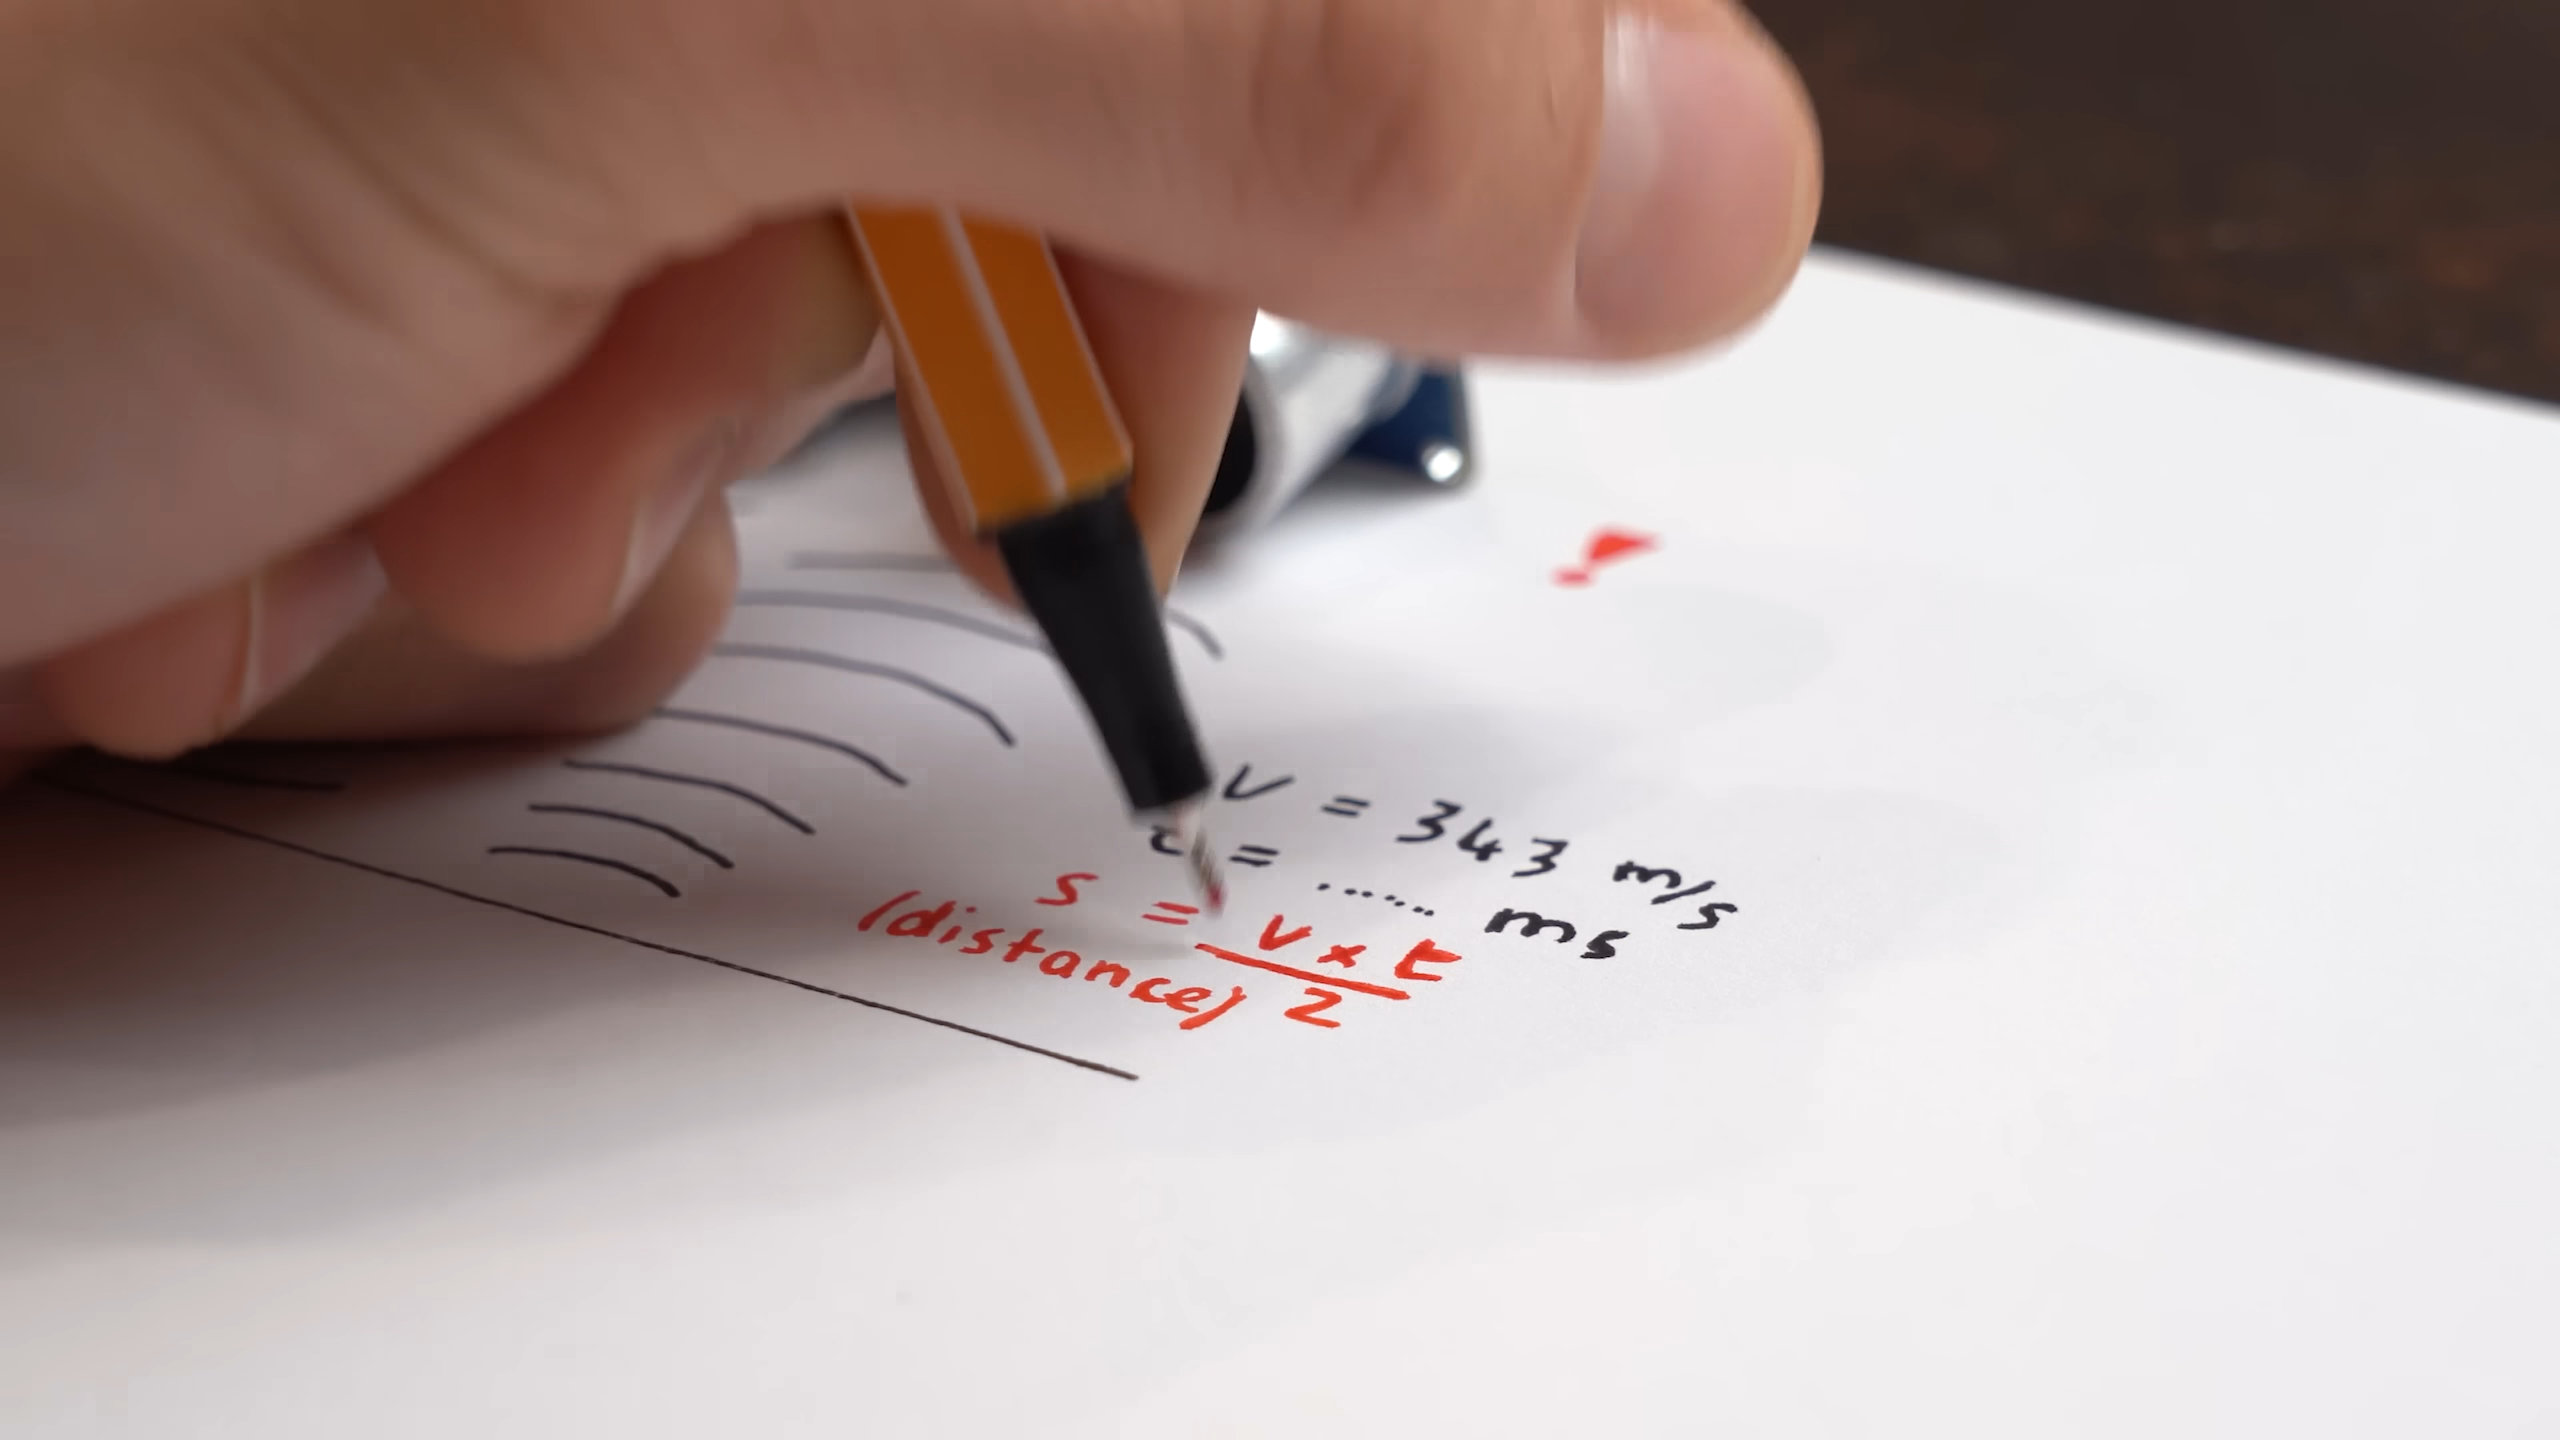 !
v = 343 m/s
t = ...... ms
s = v x t
(distance) 2